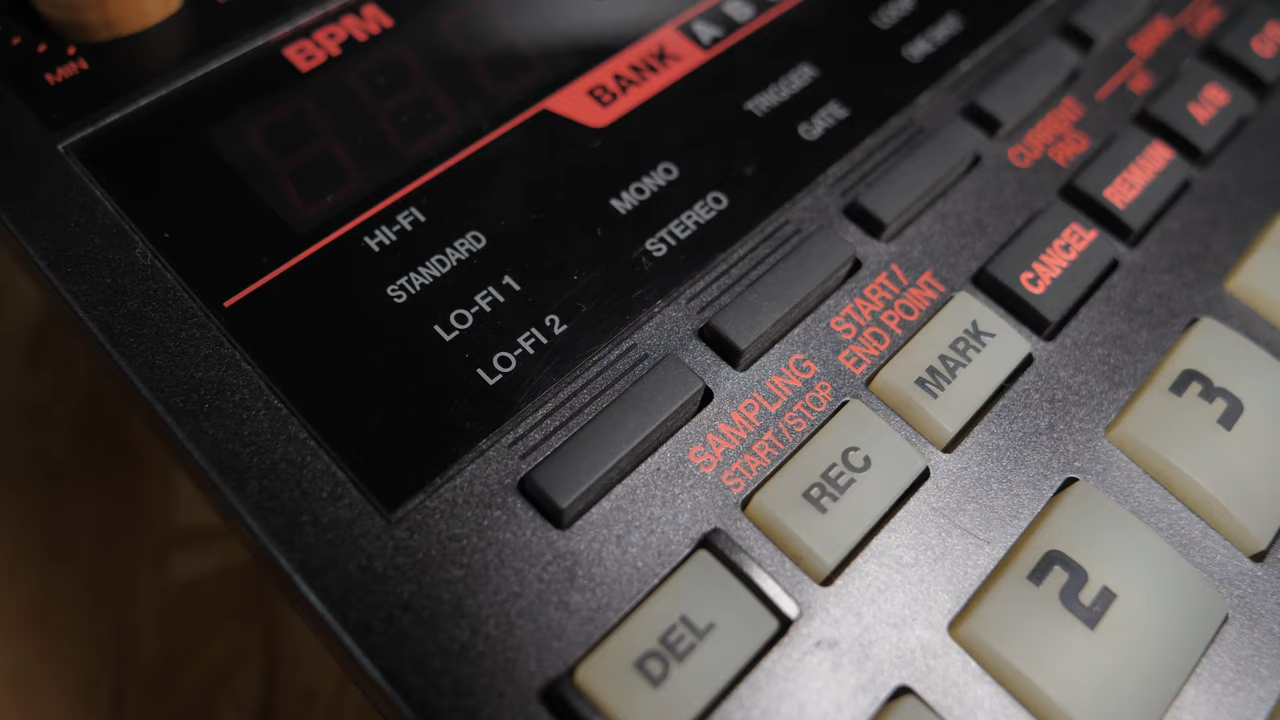 MIN
BPM
BANK A B
HI-FI
STANDARD
LO-FI 1
LO-FI 2
MONO
STEREO
TRIGGER
GATE
LOOP
CURRENT
PAD
A/B
REMAIN
CANCEL
START/
END POINT
MARK
SAMPLING
START/STOP
REC
DEL
3
2